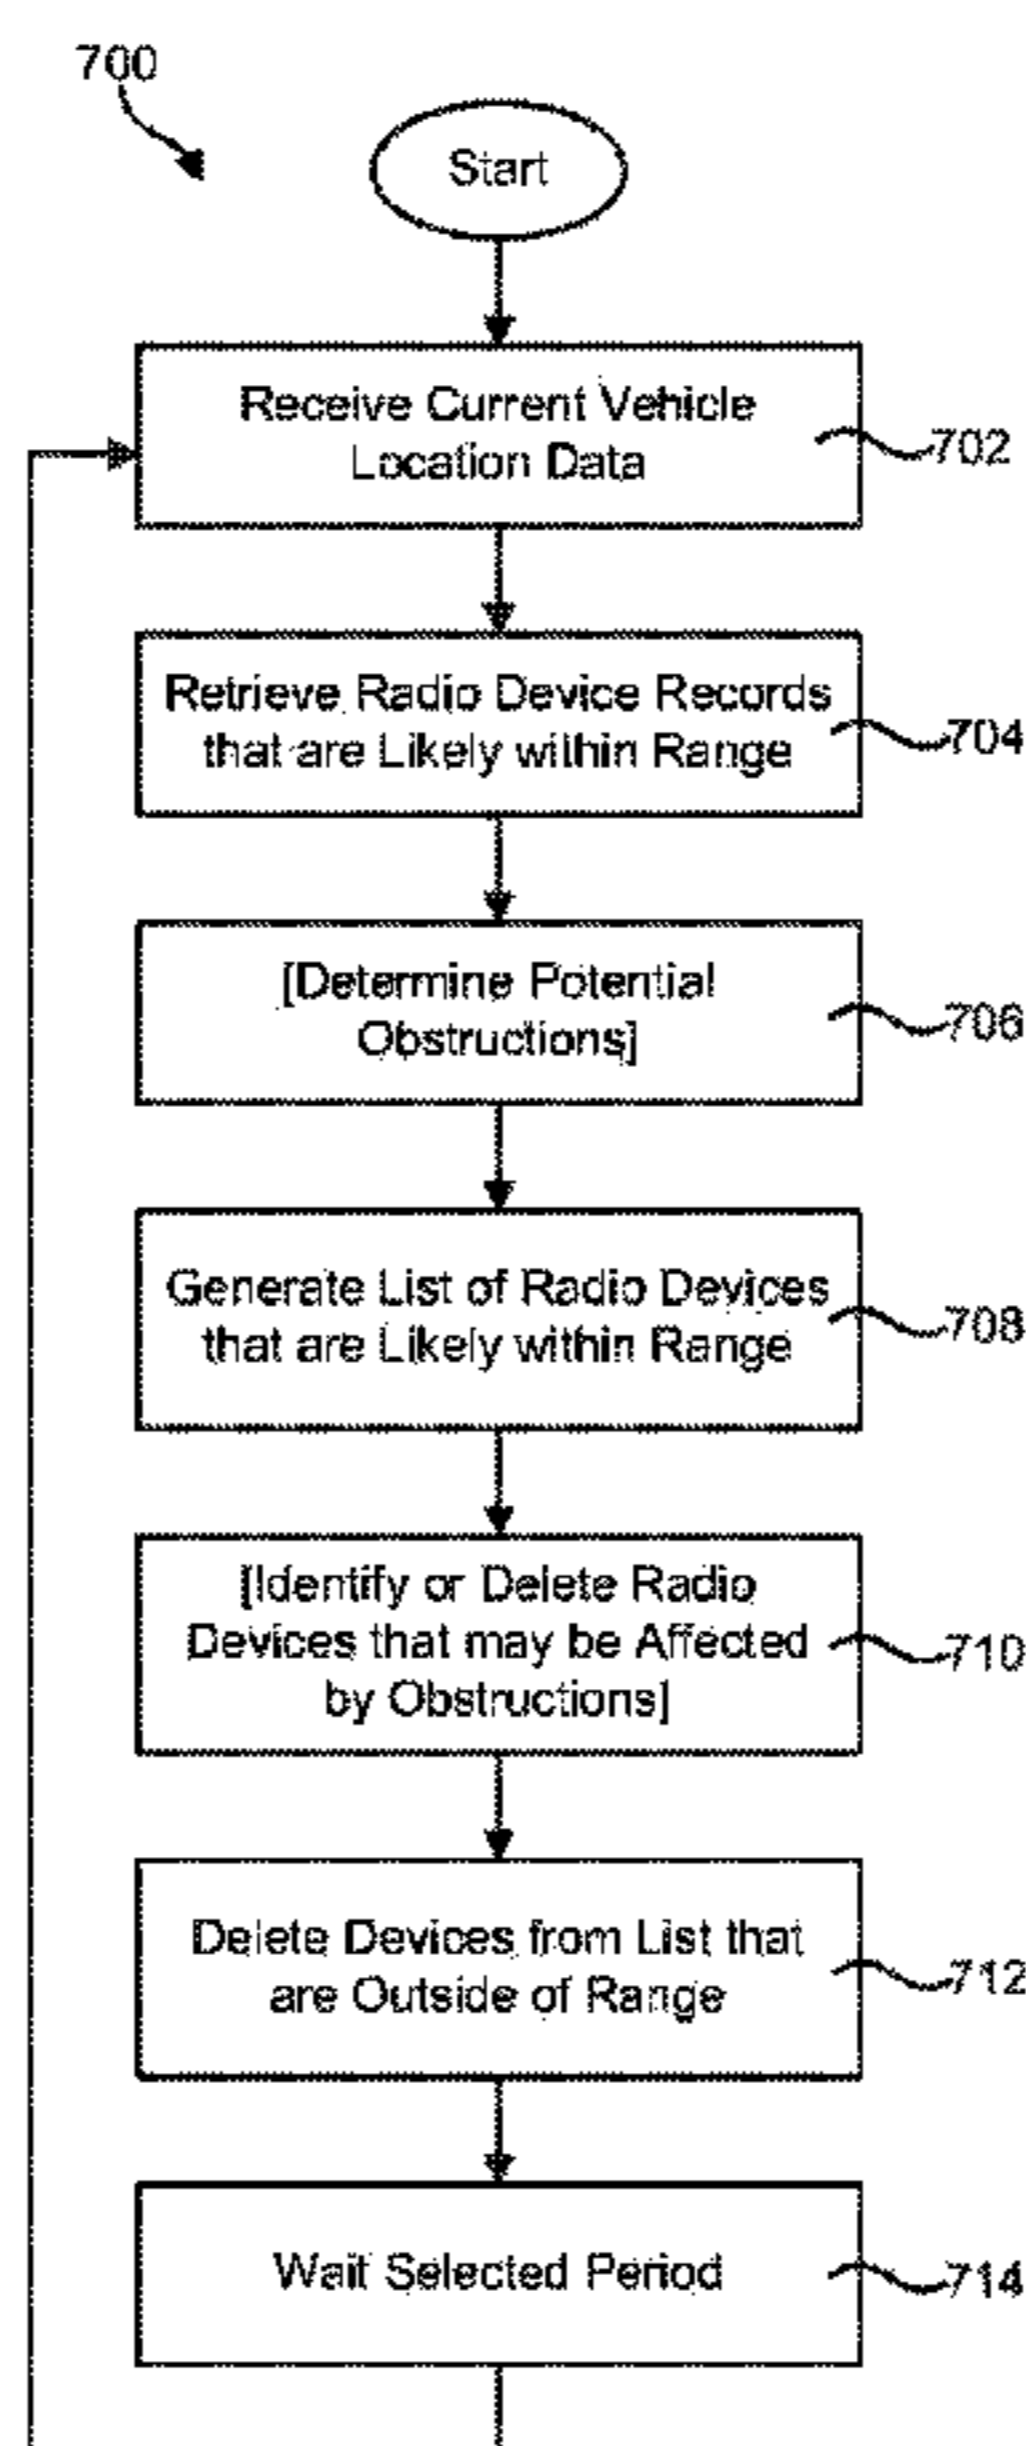 700
Start
Receive Current Vehicle
Location Data
702
Retrieve Radio Device Records
that are Likely within Range
704
[Determine Potential
Obstructions]
706
Generate List of Radio Devices
that are Likely within Range
708
[Identify or Delete Radio
Devices that may be Affected
by Obstructions]
710
Delete Devices from List that
are Outside of Range
712
Wait Selected Period
714